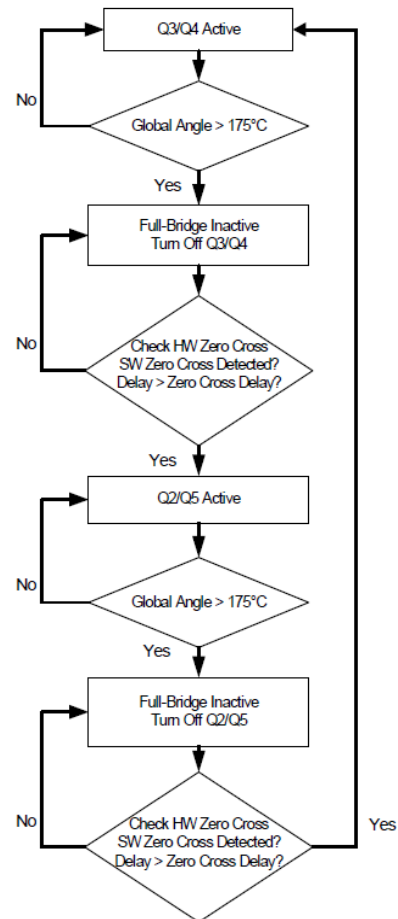 Q3/Q4 Active
No
Global Angle > 175°C
Yes
Full-Bridge Inactive
Turn Off Q3/Q4
No
Check HW Zero Cross
SW Zero Cross Detected?
Delay > Zero Cross Delay?
Yes
Q2/Q5 Active
No
Global Angle > 175°C
Yes
Full-Bridge Inactive
Turn Off Q2/Q5
No
Check HW Zero Cross
SW Zero Cross Detected?
Delay > Zero Cross Delay?
Yes